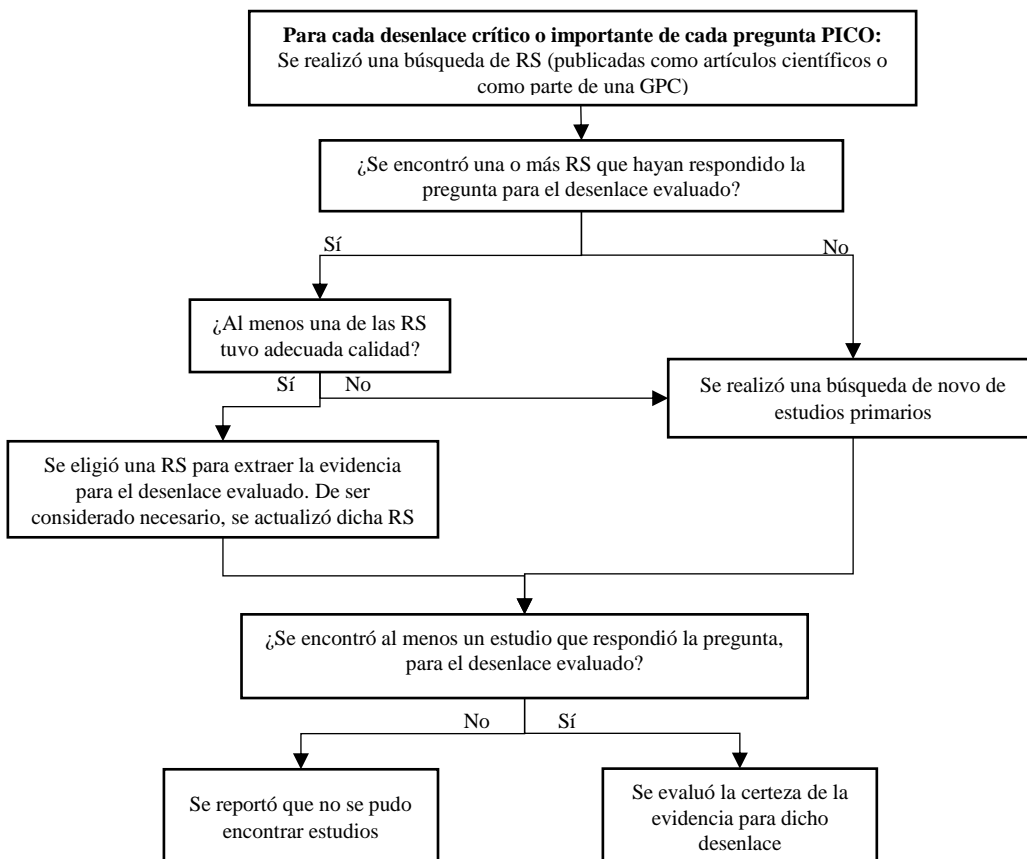 Para cada desenlace crítico o importante de cada pregunta PICO:
Se realizó una búsqueda de RS (publicadas como artículos científicos o
como parte de una GPC)
¿Se encontró una o más RS que hayan respondido la
pregunta para el desenlace evaluado?
Sí
No
¿Al menos una de las RS
tuvo adecuada calidad?
Sí
No
Se realizó una búsqueda de novo de
estudios primarios
Se eligió una RS para extraer la evidencia
para el desenlace evaluado. De ser
considerado necesario, se actualizó dicha RS
¿Se encontró al menos un estudio que respondió la pregunta,
para el desenlace evaluado?
No
Sí
Se reportó que no se pudo
encontrar estudios
Se evaluó la certeza de la
evidencia para dicho
desenlace